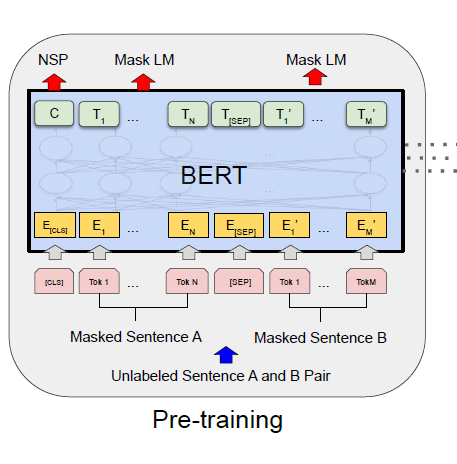 NSP Mask LM Mask LM
C T1 ... TN T[SEP] T1' ... TM'
...
BERT
...
E[CLS] E1 ... EN E[SEP] E1' ... EM'
[CLS] Tok 1 ... Tok N [SEP] Tok 1 ... TokM
Masked Sentence A Masked Sentence B
Unlabeled Sentence A and B Pair
Pre-training